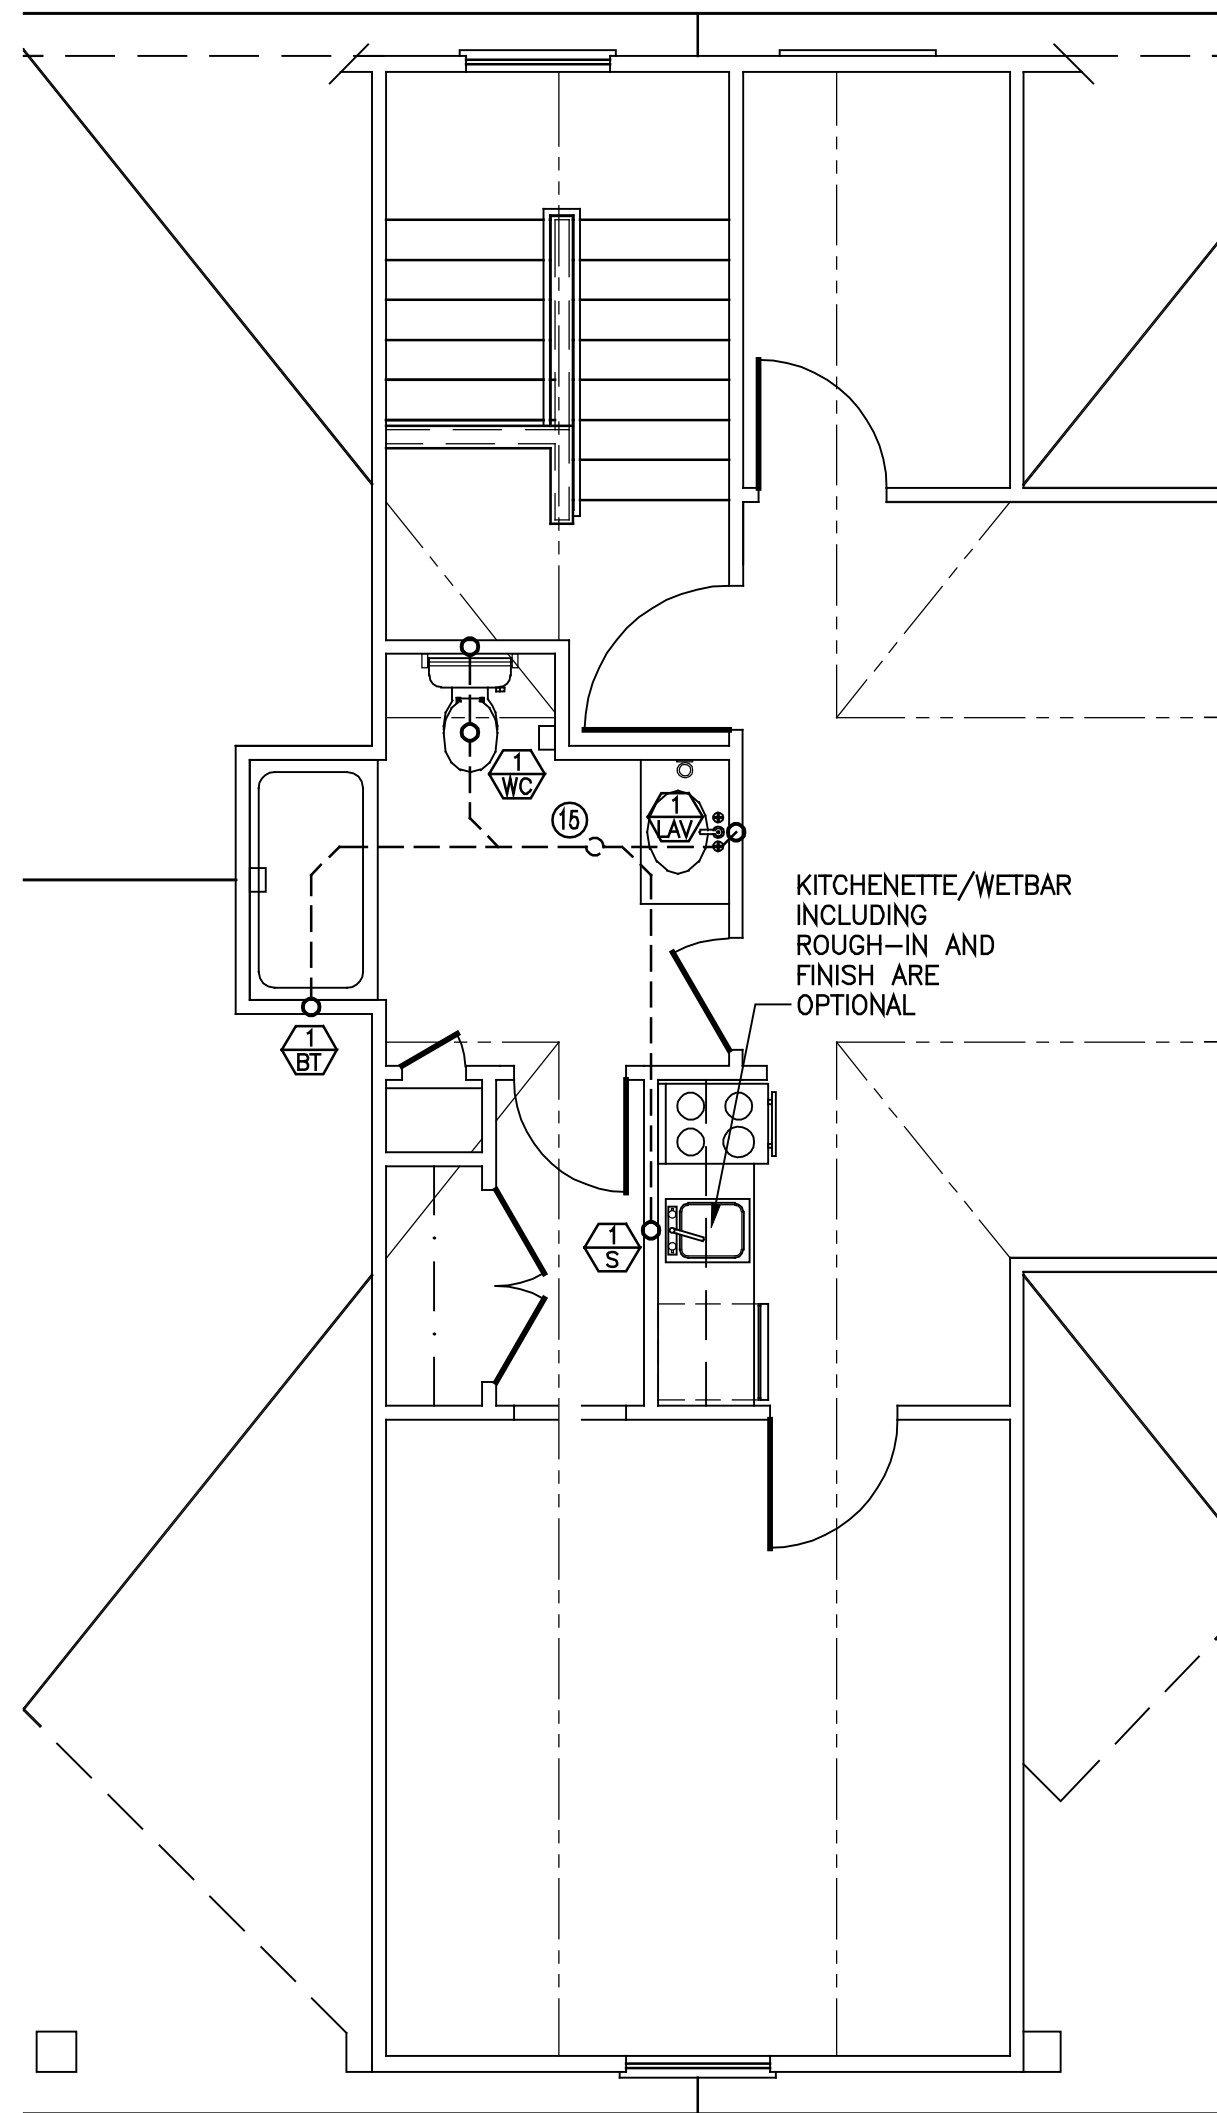 1
WC
15
1
LAV
KITCHENETTE/WETBAR
INCLUDING
ROUGH-IN AND
FINISH ARE
OPTIONAL
1
BT
1
S